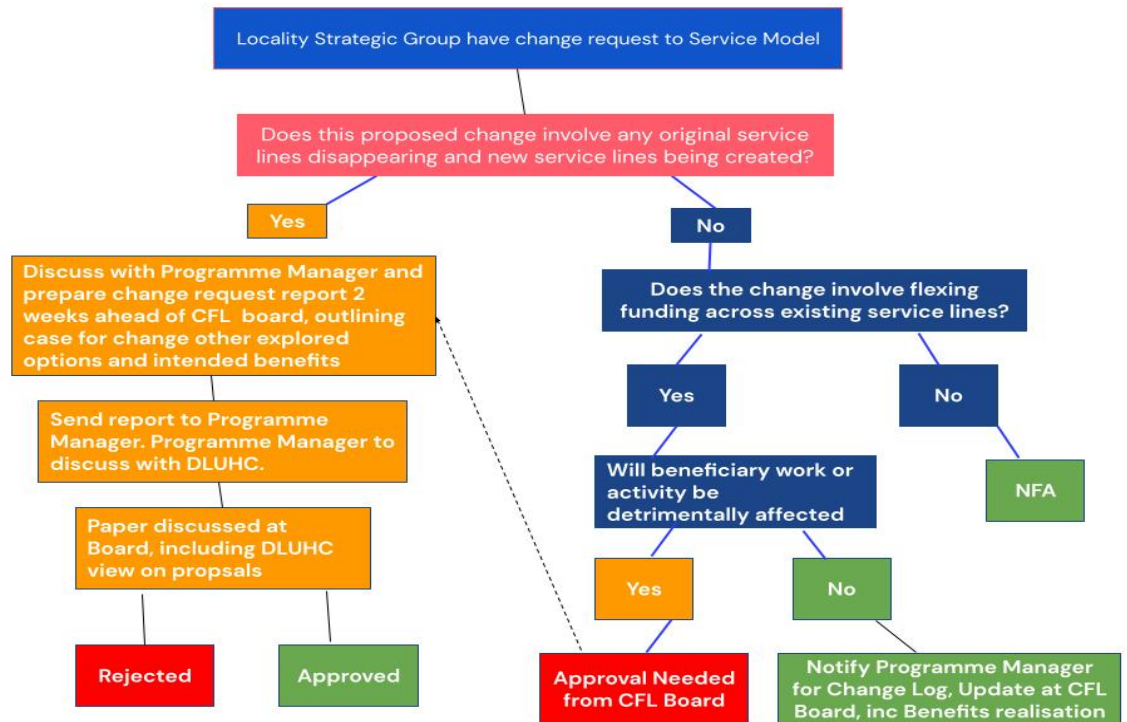 Locality Strategic Group have change request to Service Model
Does this proposed change involve any original service
lines disappearing and new service lines being created?
Yes
No
Discuss with Programme Manager and
prepare change request report 2
weeks ahead of CFL board, outlining
case for change other explored
options and intended benefits
Does the change involve flexing
funding across existing service lines?
Yes
No
Send report to Programme
Manager. Programme Manager to
discuss with DLUHC.
Will beneficiary work or
activity be
detrimentally affected
NFA
Paper discussed at
Board, including DLUHC
view on propsals
Yes
No
Rejected
Approved
Approval Needed
from CFL Board
Notify Programme Manager
for Change Log, Update at CFL
Board, inc Benefits realisation